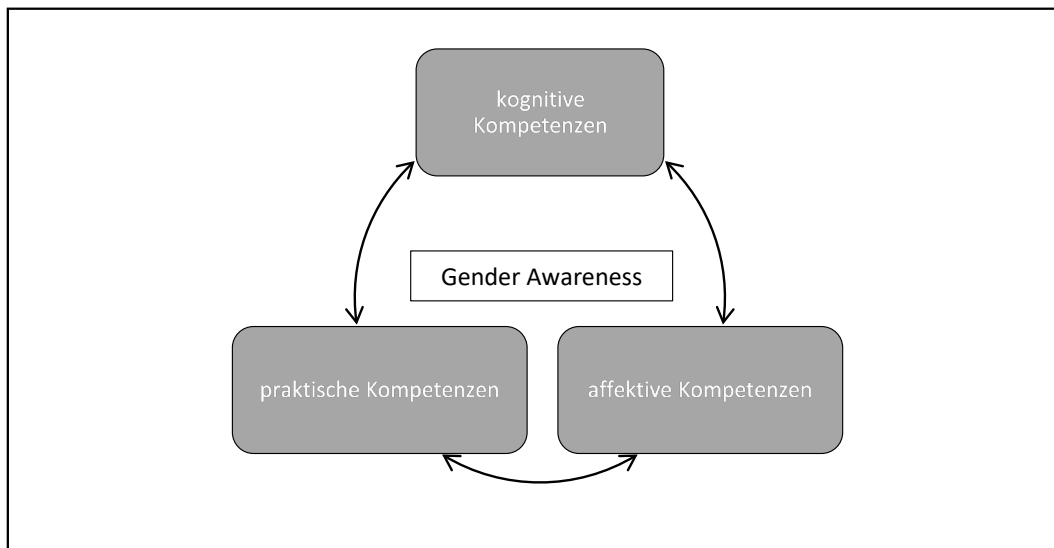 kognitive
Kompetenzen
Gender Awareness
praktische Kompetenzen
affektive Kompetenzen